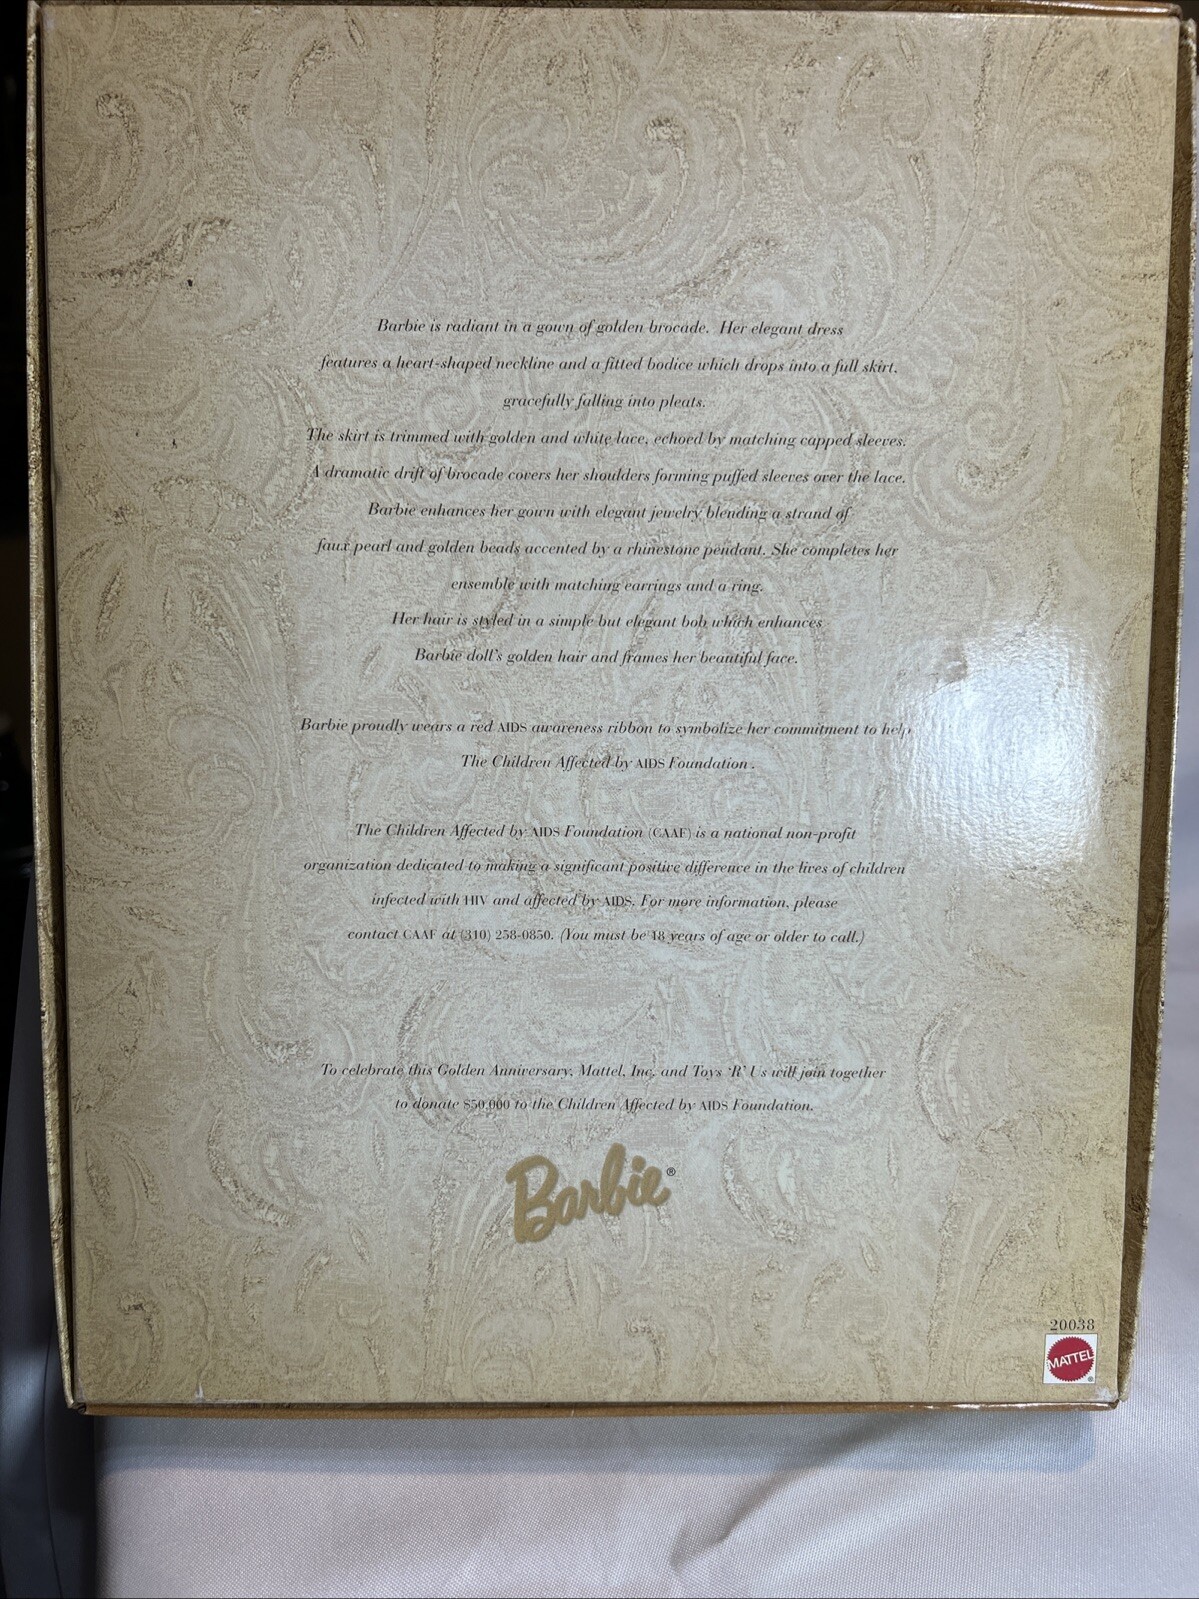 Barbie is radiant in a gown of golden brocade. Her elegant dress
features a heart-shaped neckline and a fitted bodice which drops into a full skirt,
gracefully falling into pleats.
The skirt is trimmed with golden and white lace, echoed by matching capped sleeves.
A dramatic drift of brocade covers her shoulders forming puffed sleeves over the lace.
Barbie enhances her gown with elegant jewelry blending a strand of
faux pearl and golden beads accented by a rhinestone pendant. She completes her
ensemble with matching earrings and a ring.
Her hair is styled in a simple but elegant bob which enhances
Barbie doll's golden hair and frames her beautiful face.
Barbie proudly wears a red AIDS awareness ribbon to symbolize her commitment to help
The Children Affected by AIDS Foundation .
The Children Affected by AIDS Foundation (CAAF) is a national non-profit
organization dedicated to making a significant positive difference in the lives of children
infected with HIV and affected by AIDS. For more information, please
contact CAAF at (310) 258-0850. (You must be 18 years of age or older to call.)
To celebrate this Golden Anniversary, Mattel, Inc. and Toys 'R' Us will join together
to donate $50,000 to the Children Affected by AIDS Foundation.
Barbie®
20038
MATTEL®